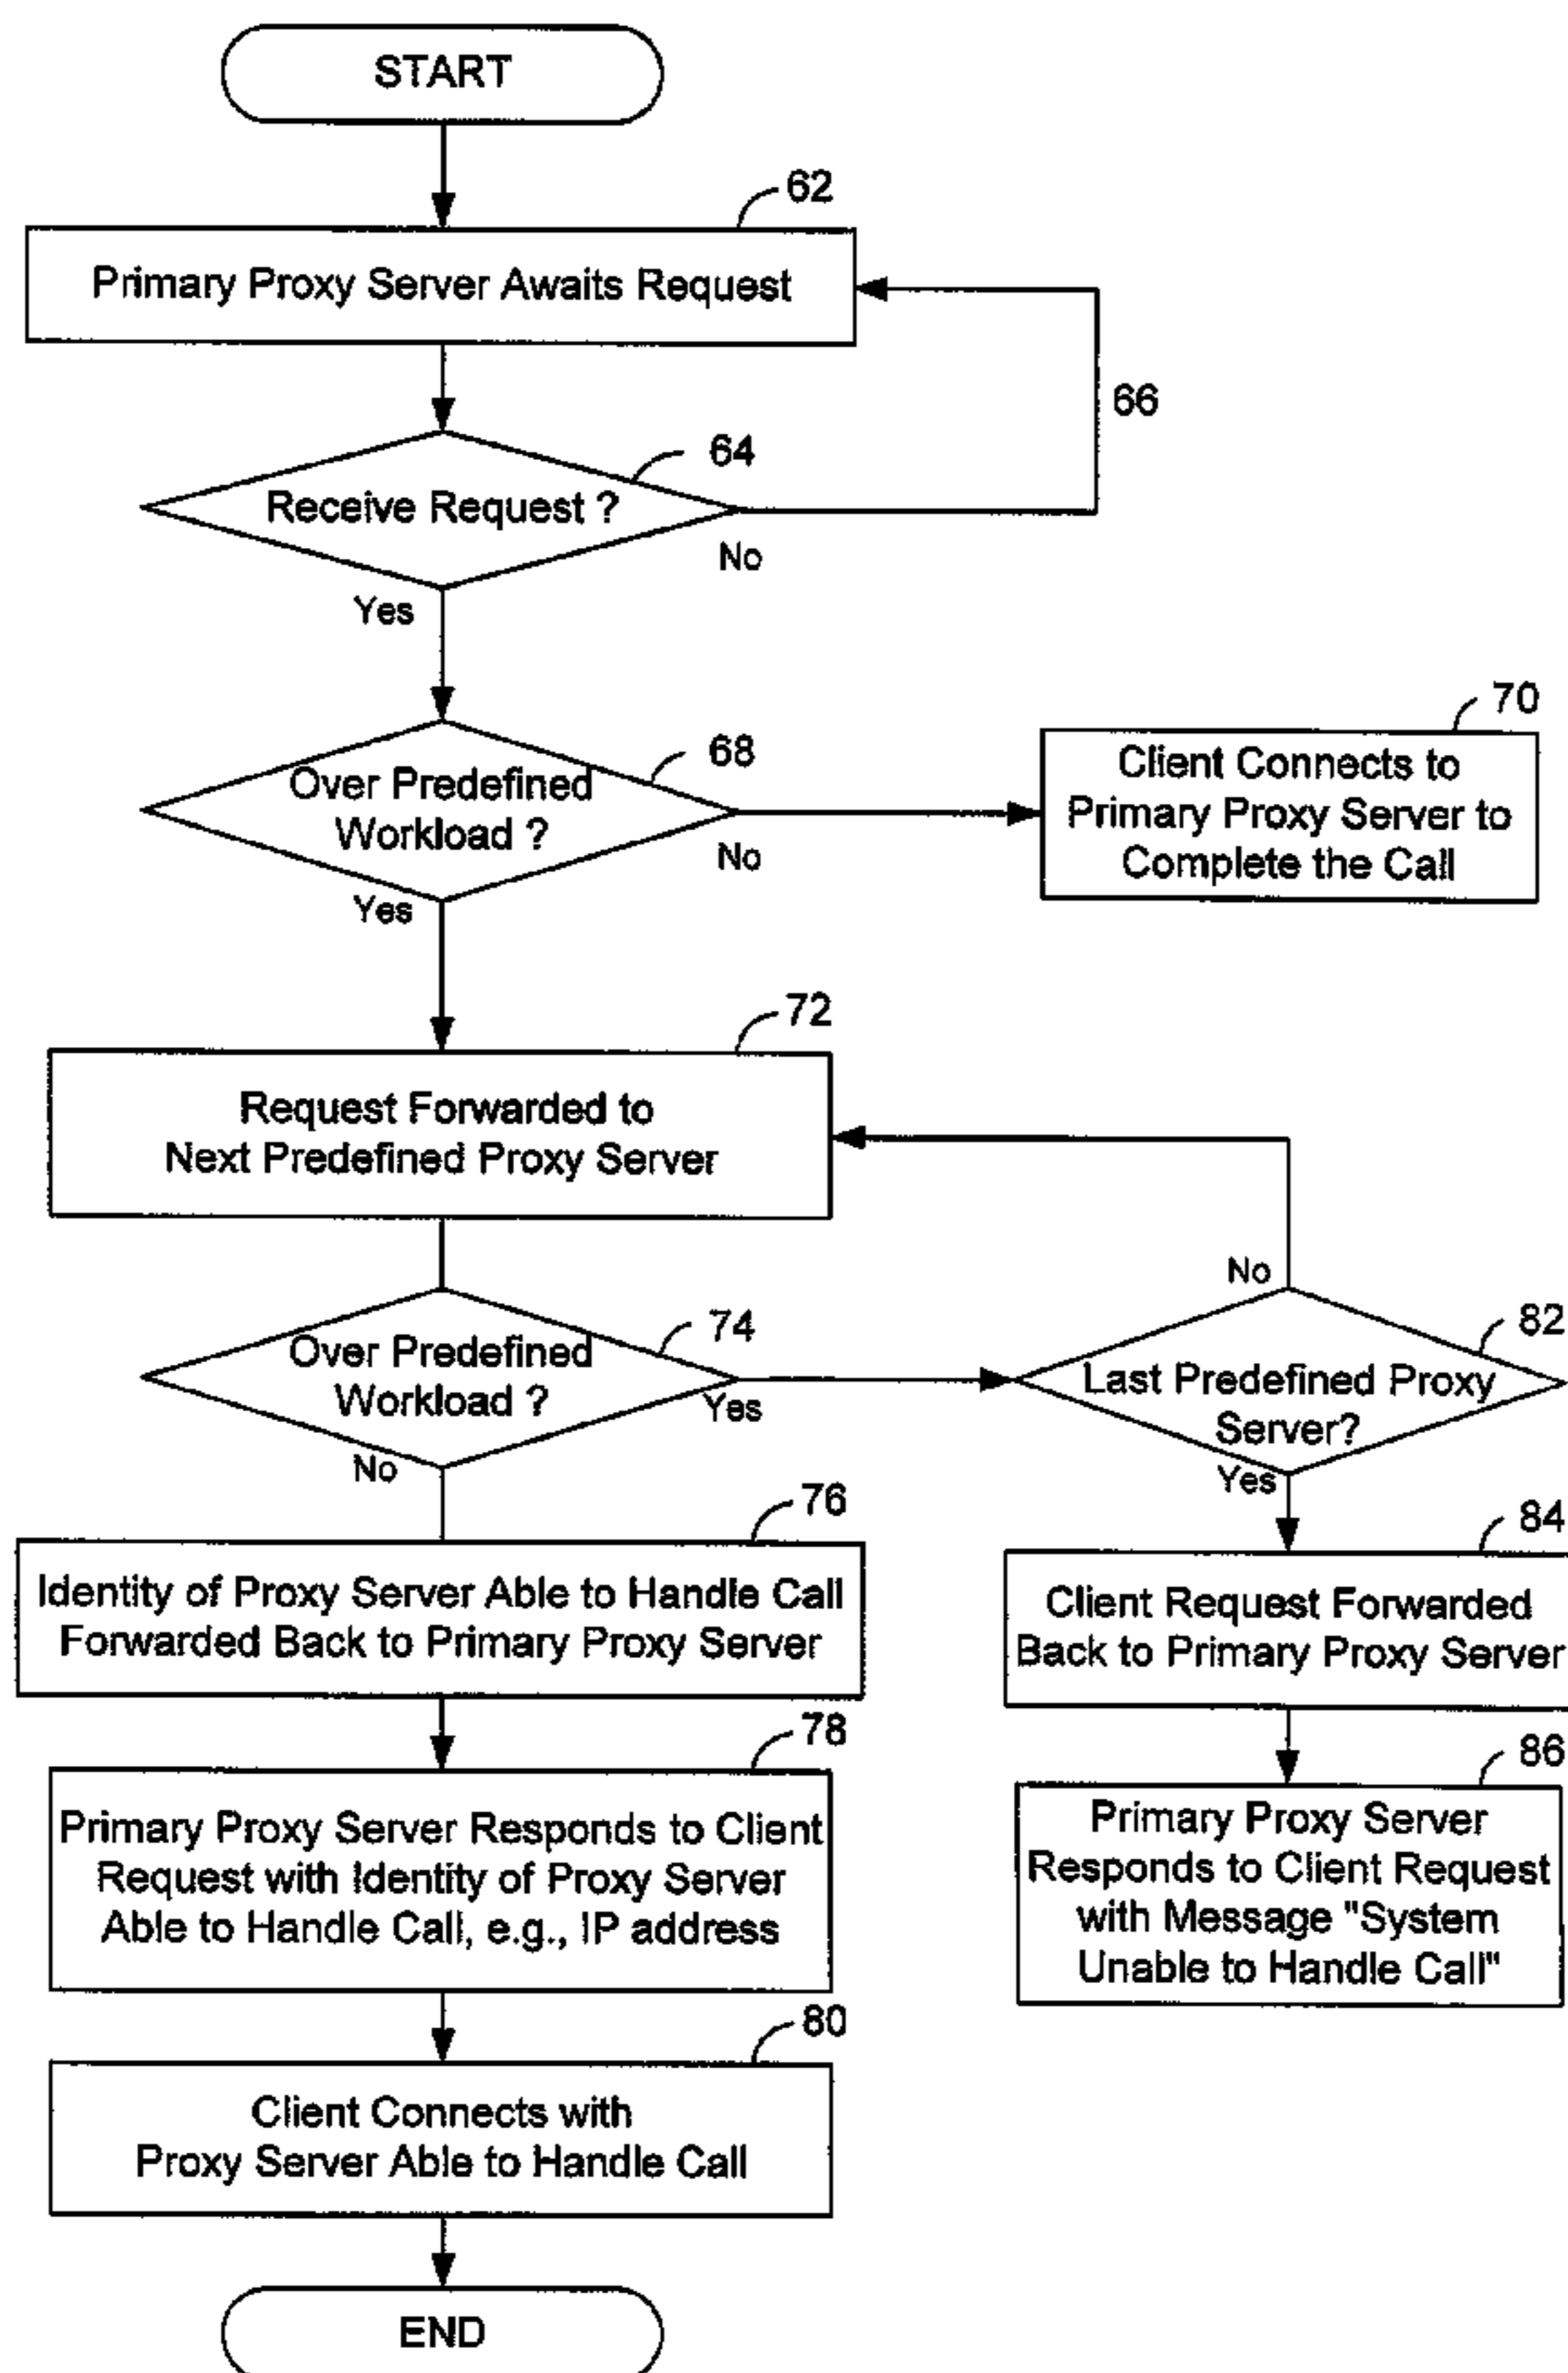 START
62
Primary Proxy Server Awaits Request
66
64
Receive Request ?
No
Yes
68
Over Predefined
Workload ?
No
Yes
70
Client Connects to
Primary Proxy Server to
Complete the Call
72
Request Forwarded to
Next Predefined Proxy Server
74
Over Predefined
Workload ?
Yes
No
No
82
Last Predefined Proxy
Server?
Yes
76
Identity of Proxy Server Able to Handle Call
Forwarded Back to Primary Proxy Server
84
Client Request Forwarded
Back to Primary Proxy Server
78
Primary Proxy Server Responds to Client
Request with Identity of Proxy Server
Able to Handle Call, e.g., IP address
86
Primary Proxy Server
Responds to Client Request
with Message "System
Unable to Handle Call"
80
Client Connects with
Proxy Server Able to Handle Call
END